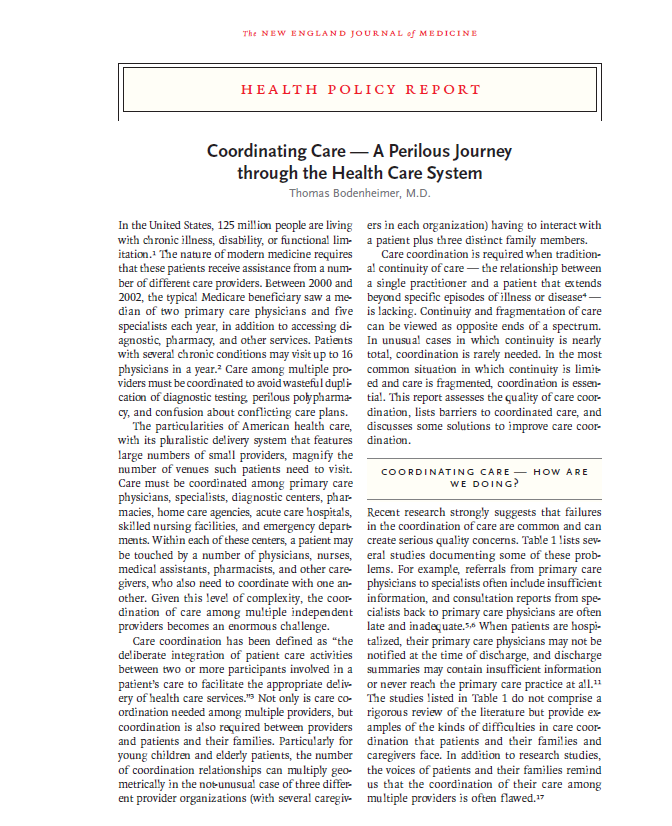 The NEW ENGLAND JOURNAL of MEDICINE
HEALTH POLICY REPORT
Coordinating Care — A Perilous Journey
through the Health Care System
Thomas Bodenheimer, M.D.
In the United States, 125 million people are living
with chronic illness, disability, or functional lim-
itation.¹ The nature of modern medicine requires
that these patients receive assistance from a num-
ber of different care providers. Between 2000 and
2002, the typical Medicare beneficiary saw a me-
dian of two primary care physicians and five
specialists each year, in addition to accessing di-
agnostic, pharmacy, and other services. Patients
with several chronic conditions may visit up to 16
physicians in a year.² Care among multiple pro-
viders must be coordinated to avoid wasteful dupli-
cation of diagnostic testing, perilous polypharma-
cy, and confusion about conflicting care plans.
The particularities of American health care,
with its pluralistic delivery system that features
large numbers of small providers, magnify the
number of venues such patients need to visit.
Care must be coordinated among primary care
physicians, specialists, diagnostic centers, phar-
macies, home care agencies, acute care hospitals,
skilled nursing facilities, and emergency depart-
ments. Within each of these centers, a patient may
be touched by a number of physicians, nurses,
medical assistants, pharmacists, and other care-
givers, who also need to coordinate with one an-
other. Given this level of complexity, the coor-
dination of care among multiple independent
providers becomes an enormous challenge.
Care coordination has been defined as “the
deliberate integration of patient care activities
between two or more participants involved in a
patient’s care to facilitate the appropriate deliv-
ery of health care services.”³ Not only is care co-
ordination needed among multiple providers, but
coordination is also required between providers
and patients and their families. Particularly for
young children and elderly patients, the number
of coordination relationships can multiply geo-
metrically in the not-unusual case of three differ-
ent provider organizations (with several caregiv-
ers in each organization) having to interact with
a patient plus three distinct family members.
Care coordination is required when tradition-
al continuity of care — the relationship between
a single practitioner and a patient that extends
beyond specific episodes of illness or disease⁴ —
is lacking. Continuity and fragmentation of care
can be viewed as opposite ends of a spectrum.
In unusual cases in which continuity is nearly
total, coordination is rarely needed. In the most
common situation in which continuity is limit-
ed and care is fragmented, coordination is essen-
tial. This report assesses the quality of care coor-
dination, lists barriers to coordinated care, and
discusses some solutions to improve care coor-
dination.
COORDINATING CARE — HOW ARE
WE DOING?
Recent research strongly suggests that failures
in the coordination of care are common and can
create serious quality concerns. Table 1 lists sev-
eral studies documenting some of these prob-
lems. For example, referrals from primary care
physicians to specialists often include insufficient
information, and consultation reports from spe-
cialists back to primary care physicians are often
late and inadequate.⁵,⁶ When patients are hospi-
talized, their primary care physicians may not be
notified at the time of discharge, and discharge
summaries may contain insufficient information
or never reach the primary care practice at all.¹¹
The studies listed in Table 1 do not comprise a
rigorous review of the literature but provide ex-
amples of the kinds of difficulties in care coor-
dination that patients and their families and
caregivers face. In addition to research studies,
the voices of patients and their families remind
us that the coordination of their care among
multiple providers is often flawed.¹⁷